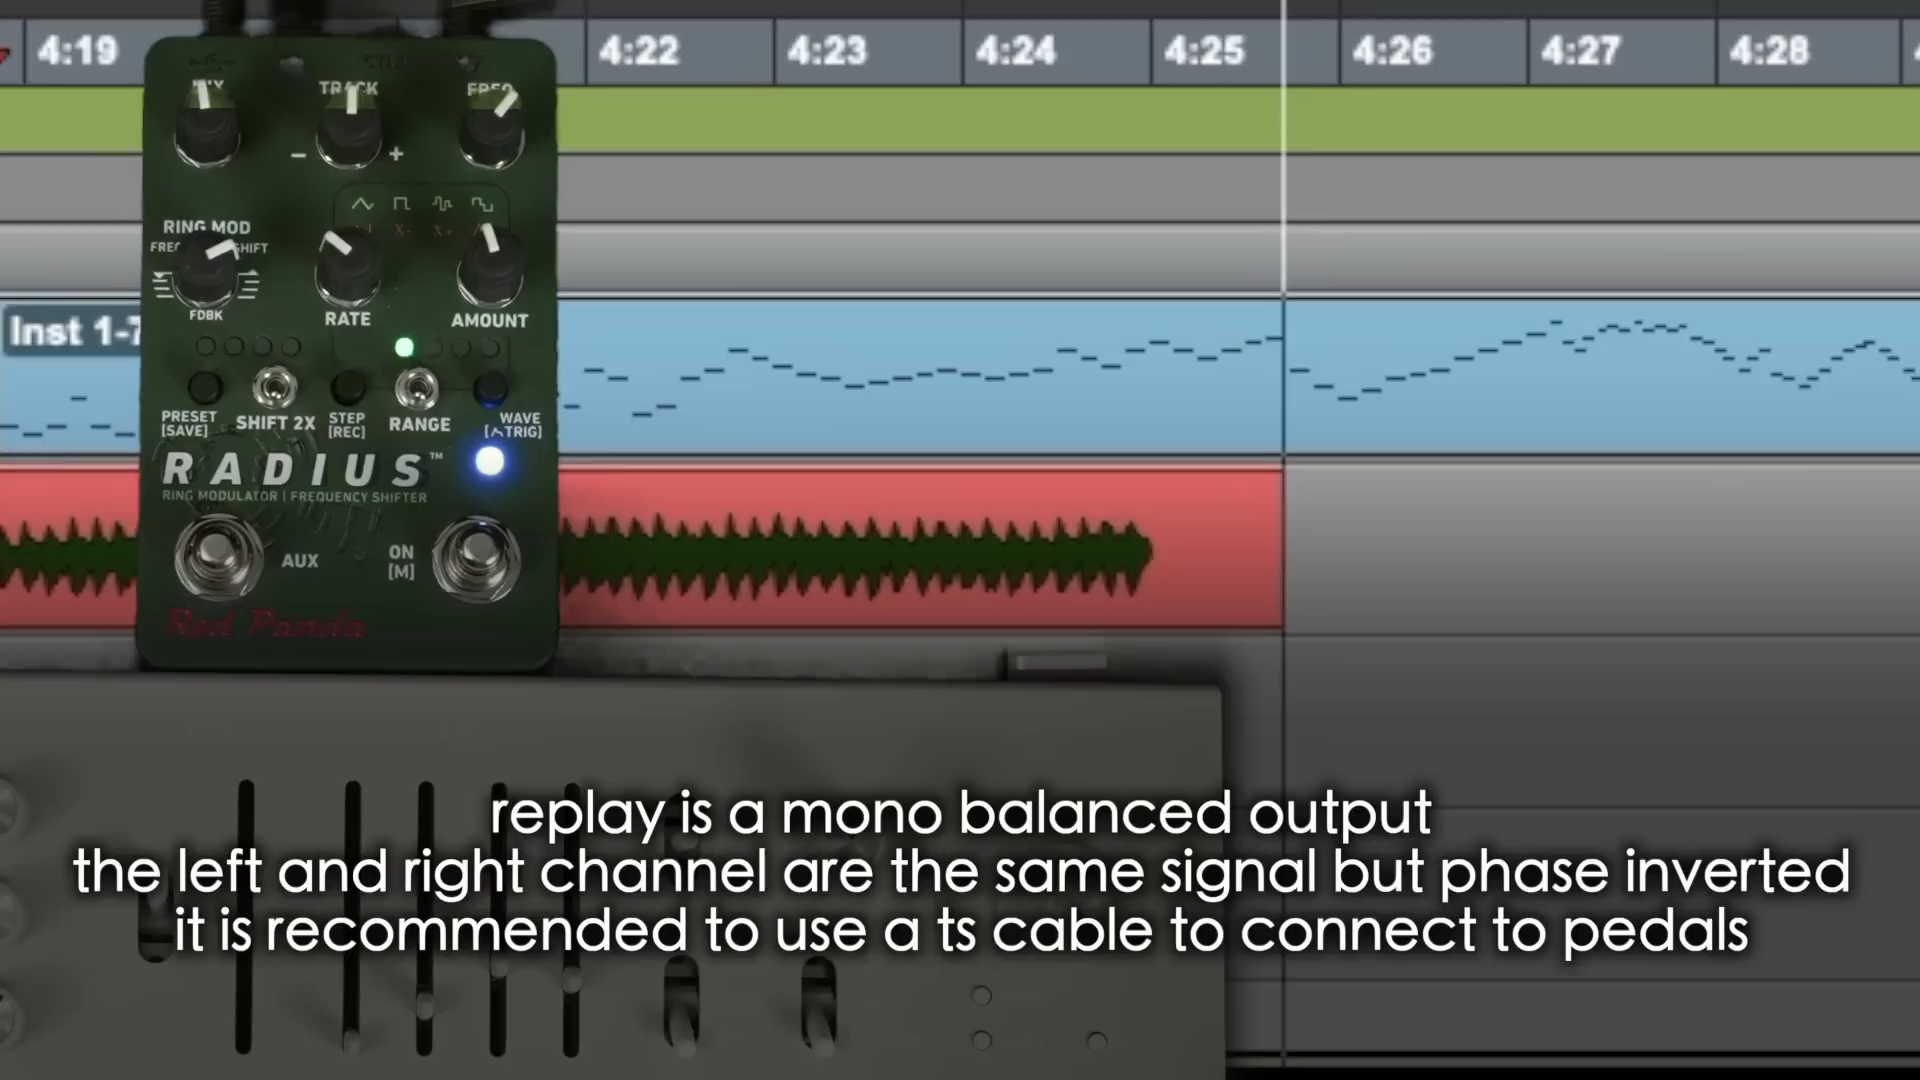 4:19
4:22
4:23
4:24
4:25
4:26
4:27
4:28
TRACK
FREQ
- +
RING MOD
SHIFT
FDBK
RATE
AMOUNT
Inst 1-7
PRESET
[SAVE]
SHIFT 2X
STEP
[REC]
RANGE
WAVE
TRIG]
RADIUS™
RING MODULATOR | FREQUENCY SHIFTER
AUX
ON
[M]
Red Panda
replay is a mono balanced output
the left and right channel are the same signal but phase inverted
it is recommended to use a ts cable to connect to pedals